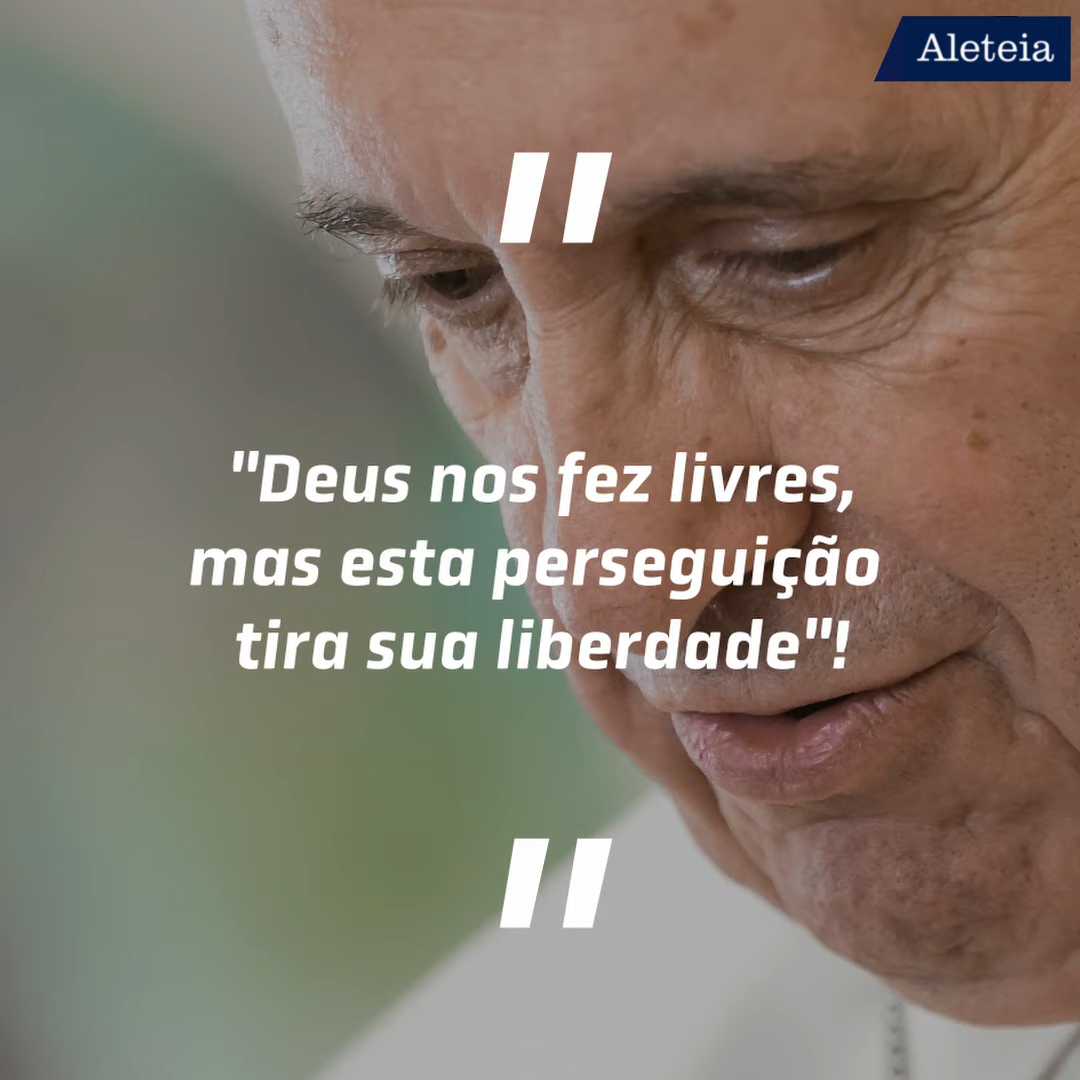 Aleteia
"
"Deus nos fez livres,
mas esta perseguição
tira sua liberdade"!
"